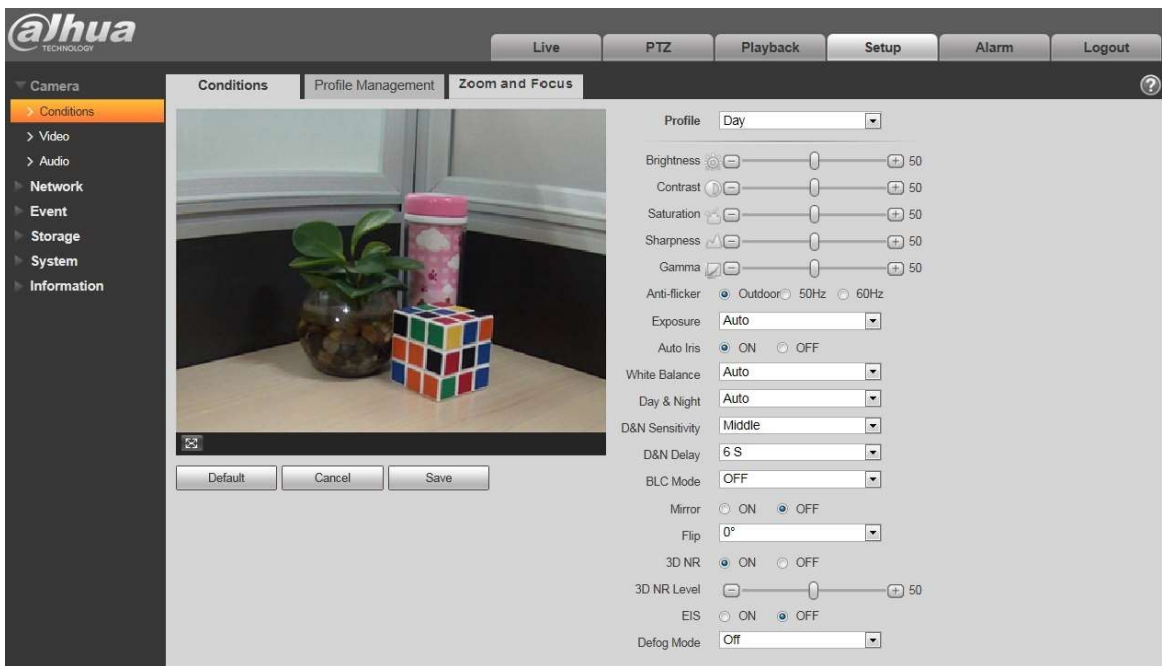 alhua
TECHNOLOGY
Live
PTZ
Playback
Setup
Alarm
Logout
Camera
Conditions
Video
Audio
Network
Event
Storage
System
Information
Conditions
Profile Management
Zoom and Focus
?
Default
Cancel
Save
Profile Day
Brightness 50
Contrast 50
Saturation 50
Sharpness 50
Gamma 50
Anti-flicker Outdoor 50Hz 60Hz
Exposure Auto
Auto Iris ON OFF
White Balance Auto
Day & Night Auto
D&N Sensitivity Middle
D&N Delay 6 S
BLC Mode OFF
Mirror ON OFF
Flip 0°
3D NR ON OFF
3D NR Level 50
EIS ON OFF
Defog Mode Off